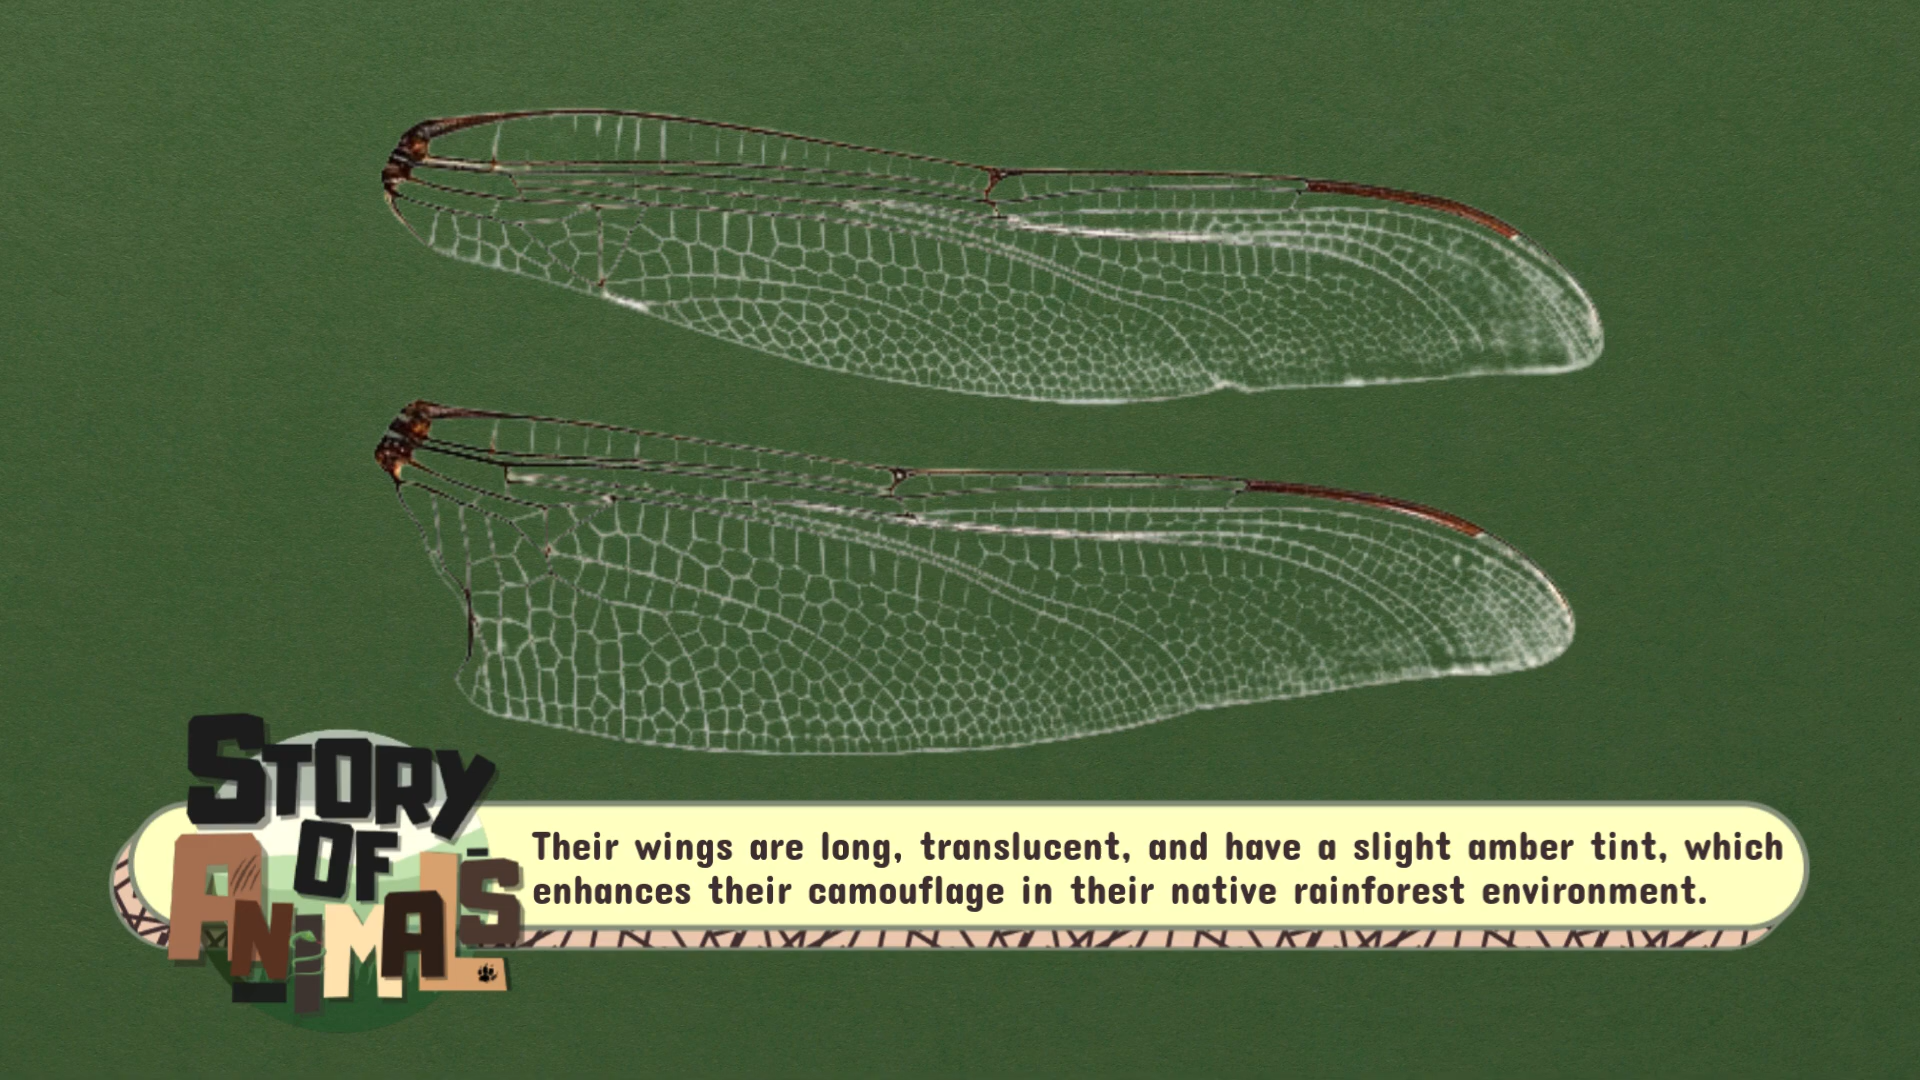 STORY
OF
ANiMAL'S
Their wings are long, translucent, and have a slight amber tint, which
enhances their camouflage in their native rainforest environment.